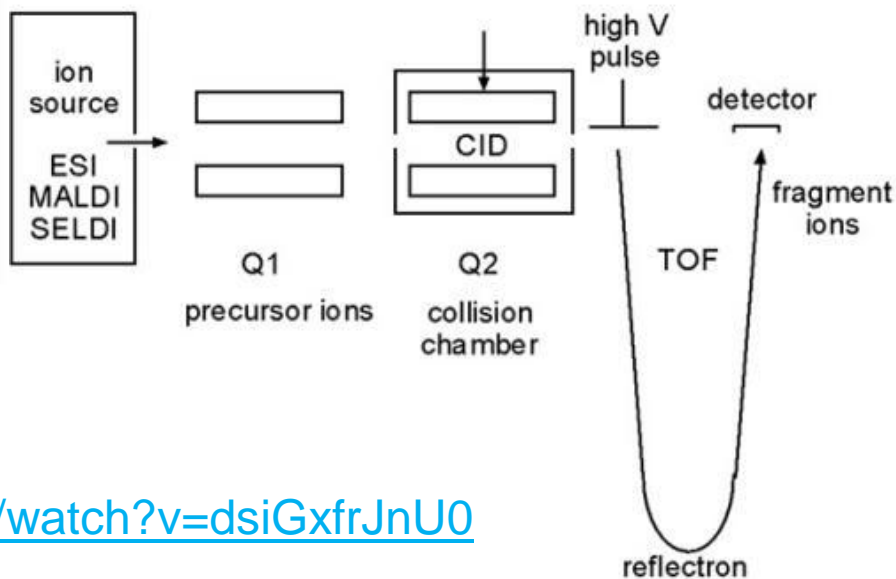 ion
source
ESI
MALDI
SELDI
Q1
precursor ions
CID
Q2
collision
chamber
high V
pulse
detector
fragment
ions
TOF
reflectron
/watch?v=dsiGxfrJnU0